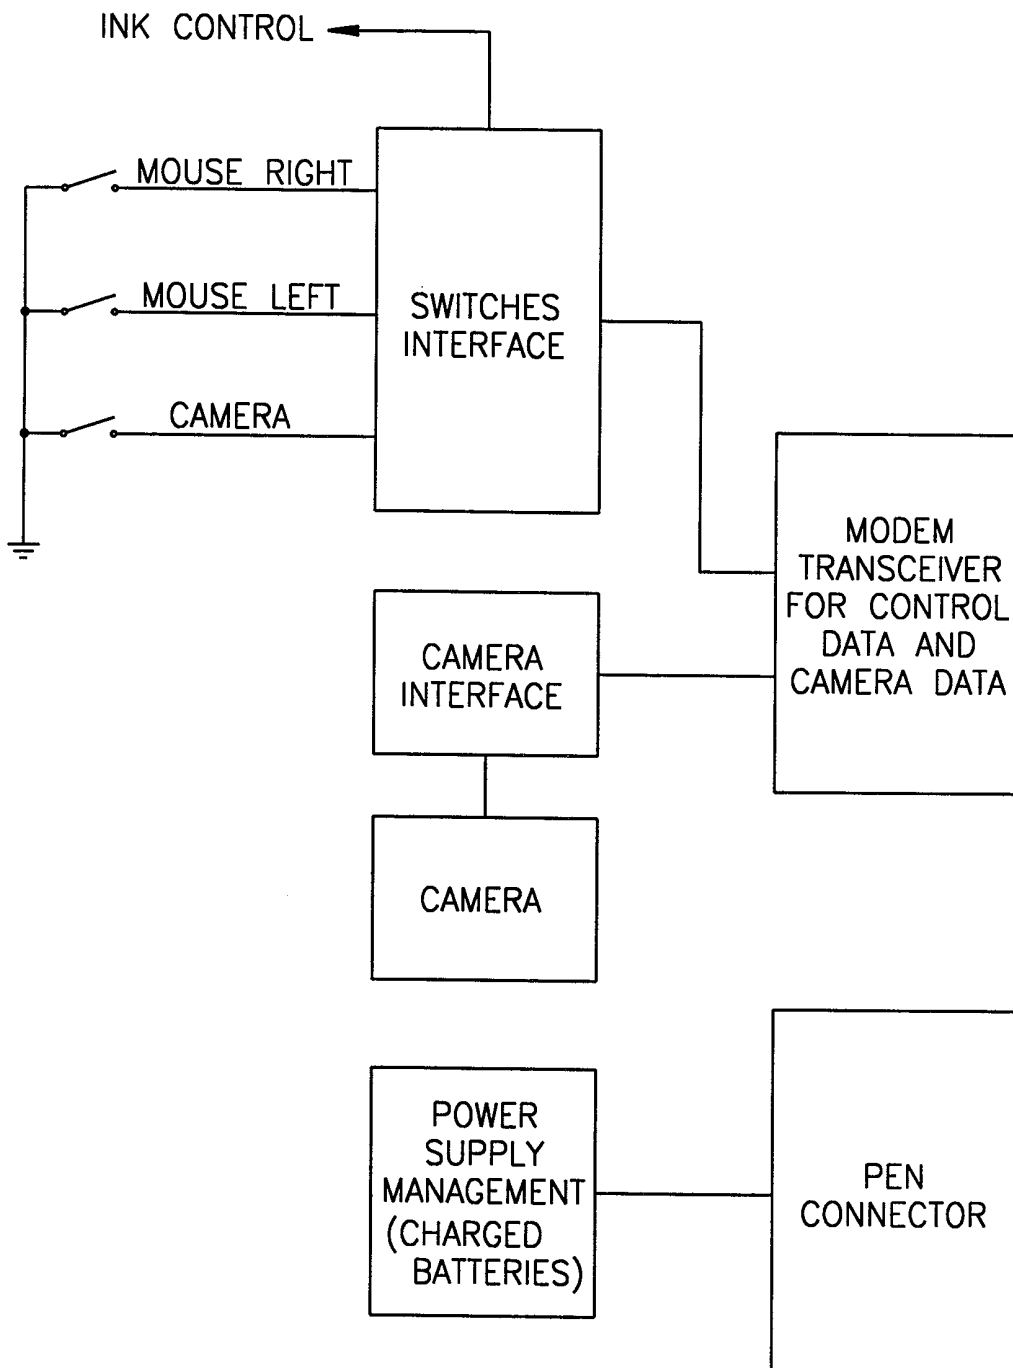 INK CONTROL
MOUSE RIGHT
MOUSE LEFT
SWITCHES
INTERFACE
CAMERA
MODEM
TRANSCEIVER
FOR CONTROL
DATA AND
CAMERA DATA
CAMERA
INTERFACE
CAMERA
POWER
SUPPLY
MANAGEMENT
(CHARGED
BATTERIES)
PEN
CONNECTOR